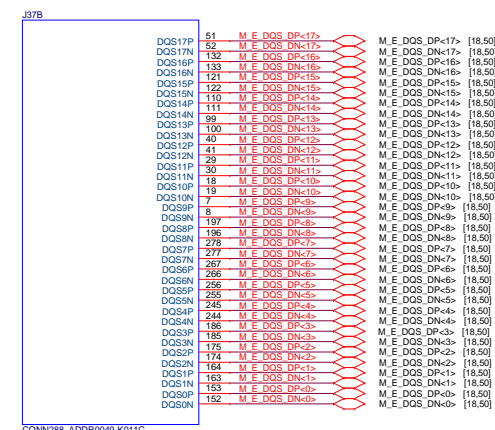 J37B
DQS17P 51 M_E_DQS_DP<17> M_E_DQS_DP<17> [18,50]
DQS17N 52 M_E_DQS_DN<17> M_E_DQS_DN<17> [18,50]
DQS16P 132 M_E_DQS_DP<16> M_E_DQS_DP<16> [18,50]
DQS16N 133 M_E_DQS_DN<16> M_E_DQS_DN<16> [18,50]
DQS15P 121 M_E_DQS_DP<15> M_E_DQS_DP<15> [18,50]
DQS15N 122 M_E_DQS_DN<15> M_E_DQS_DN<15> [18,50]
DQS14P 110 M_E_DQS_DP<14> M_E_DQS_DP<14> [18,50]
DQS14N 111 M_E_DQS_DN<14> M_E_DQS_DN<14> [18,50]
DQS13P 99 M_E_DQS_DP<13> M_E_DQS_DP<13> [18,50]
DQS13N 100 M_E_DQS_DN<13> M_E_DQS_DN<13> [18,50]
DQS12P 40 M_E_DQS_DP<12> M_E_DQS_DP<12> [18,50]
DQS12N 41 M_E_DQS_DN<12> M_E_DQS_DN<12> [18,50]
DQS11P 29 M_E_DQS_DP<11> M_E_DQS_DP<11> [18,50]
DQS11N 30 M_E_DQS_DN<11> M_E_DQS_DN<11> [18,50]
DQS10P 18 M_E_DQS_DP<10> M_E_DQS_DP<10> [18,50]
DQS10N 19 M_E_DQS_DN<10> M_E_DQS_DN<10> [18,50]
DQS9P 7 M_E_DQS_DP<9> M_E_DQS_DP<9> [18,50]
DQS9N 8 M_E_DQS_DN<9> M_E_DQS_DN<9> [18,50]
DQS8P 197 M_E_DQS_DP<8> M_E_DQS_DP<8> [18,50]
DQS8N 196 M_E_DQS_DN<8> M_E_DQS_DN<8> [18,50]
DQS7P 278 M_E_DQS_DP<7> M_E_DQS_DP<7> [18,50]
DQS7N 277 M_E_DQS_DN<7> M_E_DQS_DN<7> [18,50]
DQS6P 267 M_E_DQS_DP<6> M_E_DQS_DP<6> [18,50]
DQS6N 266 M_E_DQS_DN<6> M_E_DQS_DN<6> [18,50]
DQS5P 256 M_E_DQS_DP<5> M_E_DQS_DP<5> [18,50]
DQS5N 255 M_E_DQS_DN<5> M_E_DQS_DN<5> [18,50]
DQS4P 245 M_E_DQS_DP<4> M_E_DQS_DP<4> [18,50]
DQS4N 244 M_E_DQS_DN<4> M_E_DQS_DN<4> [18,50]
DQS3P 186 M_E_DQS_DP<3> M_E_DQS_DP<3> [18,50]
DQS3N 185 M_E_DQS_DN<3> M_E_DQS_DN<3> [18,50]
DQS2P 175 M_E_DQS_DP<2> M_E_DQS_DP<2> [18,50]
DQS2N 174 M_E_DQS_DN<2> M_E_DQS_DN<2> [18,50]
DQS1P 164 M_E_DQS_DP<1> M_E_DQS_DP<1> [18,50]
DQS1N 163 M_E_DQS_DN<1> M_E_DQS_DN<1> [18,50]
DQS0P 153 M_E_DQS_DP<0> M_E_DQS_DP<0> [18,50]
DQS0N 152 M_E_DQS_DN<0> M_E_DQS_DN<0> [18,50]